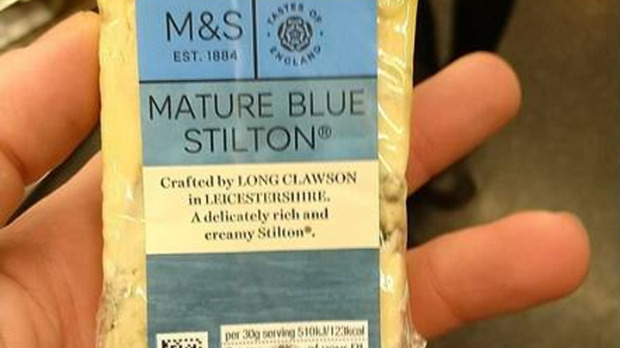 M&S
EST. 1884
TASTES OF ENGLAND
MATURE BLUE
STILTON®
Crafted by LONG CLAWSON
in LEICESTERSHIRE.
A delicately rich and
creamy Stilton®.
per 30g serving 510kJ/123kcal